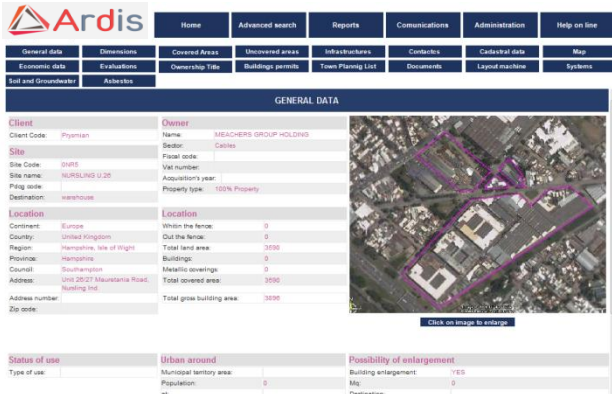 Ardis
Home Advanced search Reports Comunications Administration Help on line
General data Dimensions Covered Areas Uncovered areas Infrastructures Contactcs Cadastral data Map
Economic data Evaluations Ownership Title Buildings permits Town Plannig List Documents Layout machine Systems
Soil and Groundwater Asbestos
GENERAL DATA
Client
Client Code: Prysmian
Site
Site Code: 0NR5
Site name: NURSLING U.26
Pdcg code:
Destination: warehouse
Location
Continent: Europe
Country: United Kingdom
Region: Hampshire, Isle of Wight
Province: Hampshire
Council: Southampton
Address: Unit 26/27 Mauretania Road,
Nursling Ind.
Address number:
Zip code:
Owner
Name: MEACHERS GROUP HOLDING
Sector: Cables
Fiscal code:
Vat number:
Acquisition's year:
Property type: 100% Property
Location
Whitin the fence: 0
Out the fence: 0
Total land area: 3690
Buildings: 0
Metallic coverings: 0
Total covered area: 3690
Total gross building area: 3896
Click on image to enlarge
Status of use
Type of use:
Urban around
Municipal territory area:
Population: 0
Possibility of enlargement
Building enlargement: YES
Mq: 0
Destination: